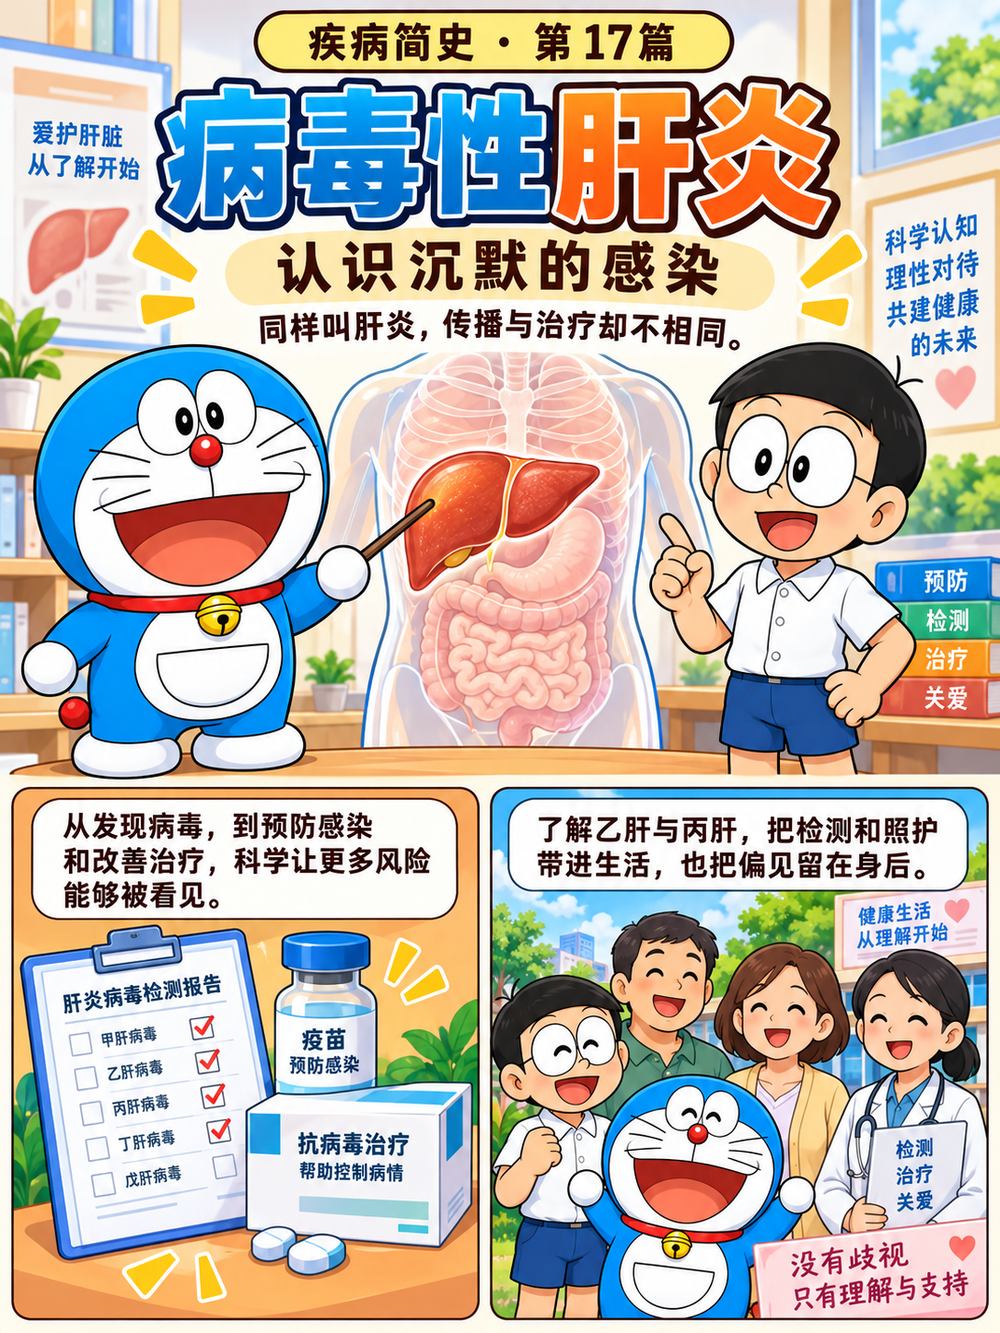 疾病简史 · 第17篇
病毒性肝炎
认识沉默的感染
同样叫肝炎，传播与治疗却不相同。
爱护肝脏
从了解开始
科学认知
理性对待
共建健康
的未来
预防
检测
治疗
关爱
从发现病毒，到预防感染
和改善治疗，科学让更多风险
能够被看见。
肝炎病毒检测报告
甲肝病毒
乙肝病毒
丙肝病毒
丁肝病毒
戊肝病毒
疫苗
预防感染
抗病毒治疗
帮助控制病情
了解乙肝与丙肝，把检测和照护
带进生活，也把偏见留在身后。
健康生活
从理解开始
检测
治疗
关爱
没有歧视
只有理解与支持